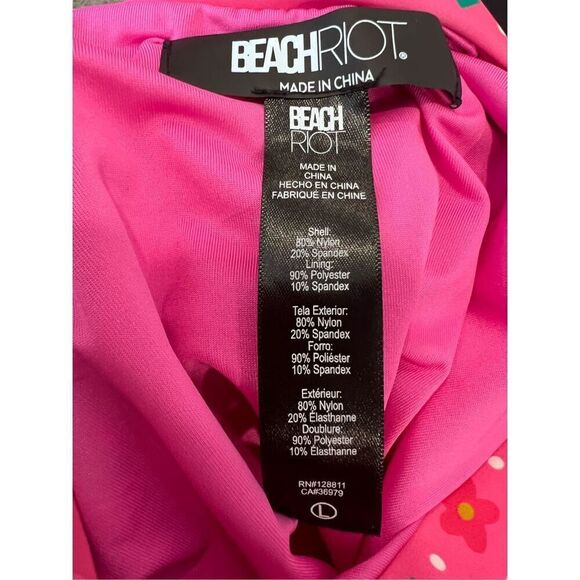 BEACHRIOT®
MADE IN CHINA
BEACH
RIOT
MADE IN
CHINA
HECHO EN CHINA
FABRIQUÉ EN CHINE
Shell:
80% Nylon
20% Spandex
Lining:
90% Polyester
10% Spandex
Tela Exterior:
80% Nylon
20% Spandex
Forro:
90% Poliéster
10% Spandex
Extérieur:
80% Nylon
20% Élasthanne
Doublure:
90% Polyester
10% Élasthanne
RN#128811
CA#36979
L